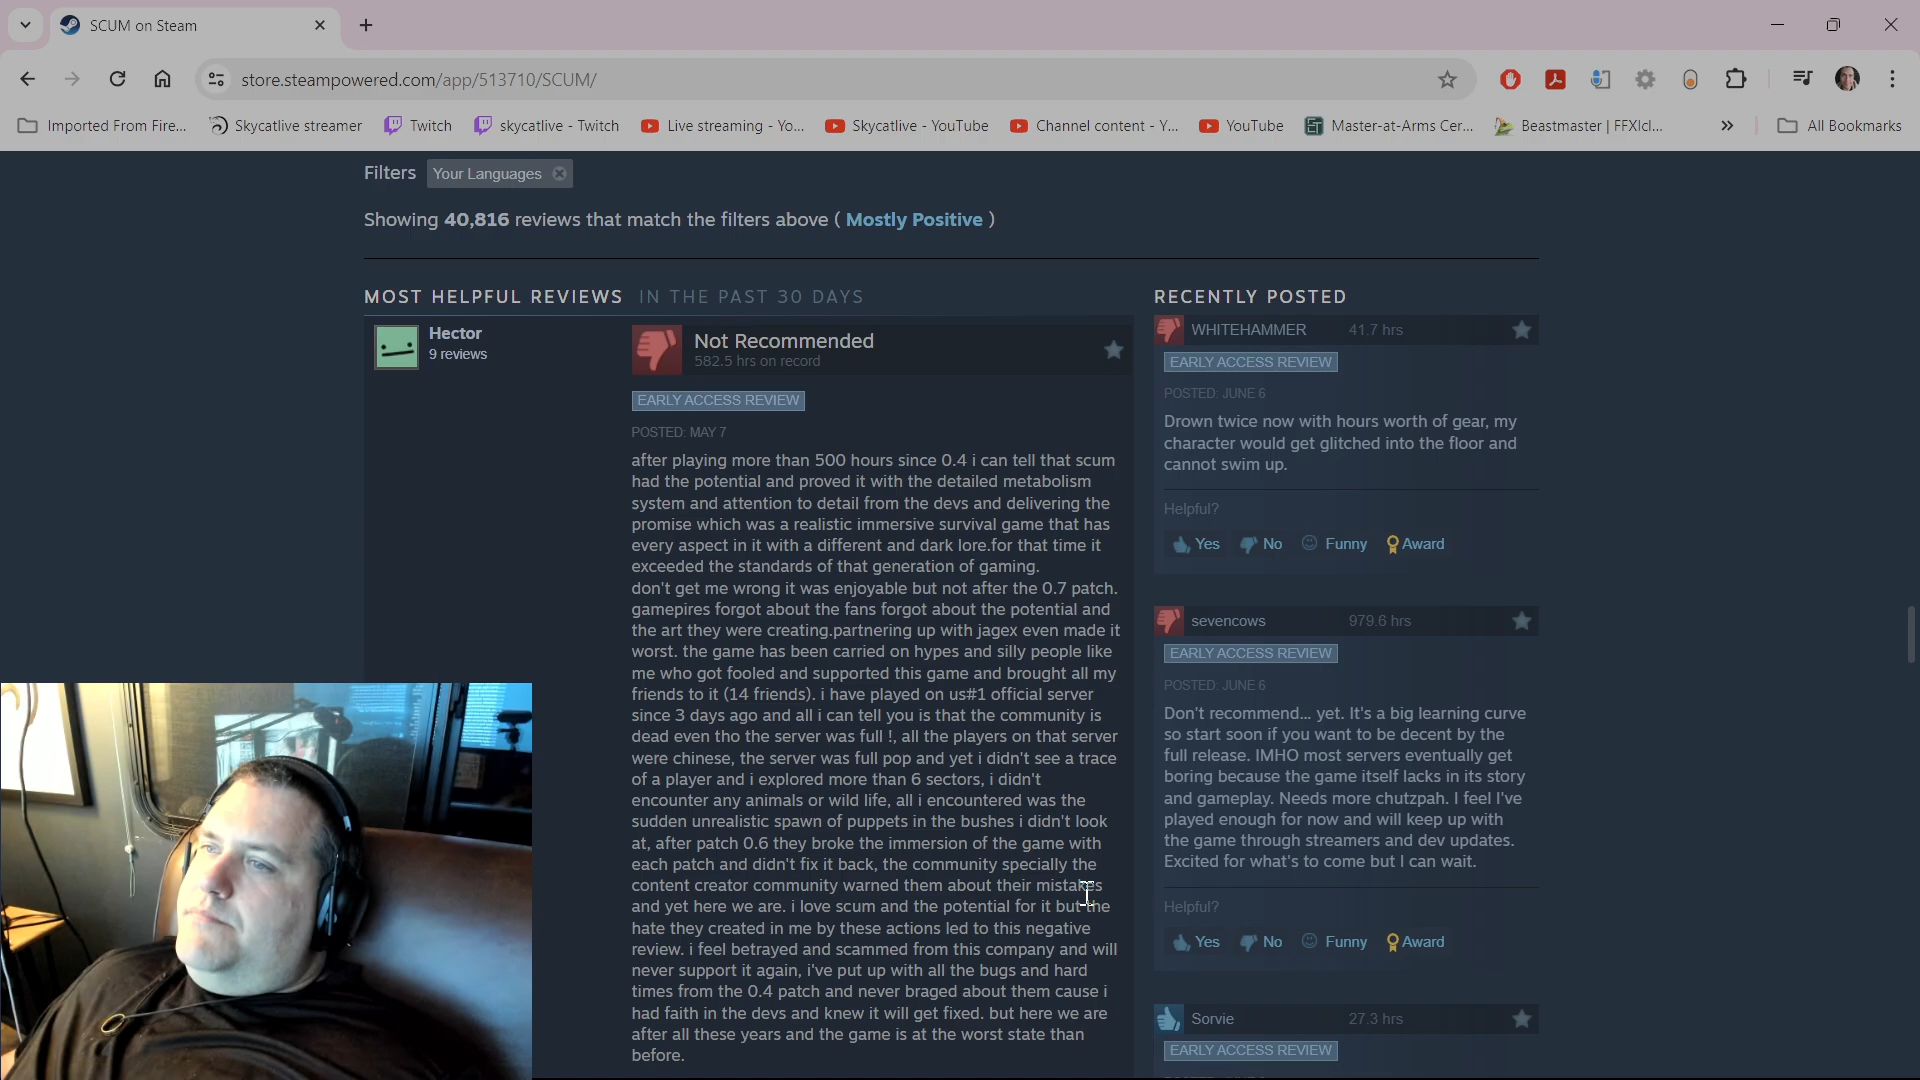 SCUM on Steam
store.steampowered.com/app/513710/SCUM/
Imported From Fire...
Skycatlive streamer
Twitch
skycatlive - Twitch
Live streaming - Yo...
Skycatlive - YouTube
Channel content - Y...
YouTube
Master-at-Arms Cer...
Beastmaster | FFXIcl...
All Bookmarks
Filters
Your Languages
Showing 40,816 reviews that match the filters above ( Mostly Positive )
MOST HELPFUL REVIEWS IN THE PAST 30 DAYS
Hector
9 reviews
Not Recommended
582.5 hrs on record
EARLY ACCESS REVIEW
POSTED: MAY 7
after playing more than 500 hours since 0.4 i can tell that scum
had the potential and proved it with the detailed metabolism
system and attention to detail from the devs and delivering the
promise which was a realistic immersive survival game that has
every aspect in it with a different and dark lore.for that time it
exceeded the standards of that generation of gaming.
don't get me wrong it was enjoyable but not after the 0.7 patch.
gamepires forgot about the fans forgot about the potential and
the art they were creating.partnering up with jagex even made it
worst. the game has been carried on hypes and silly people like
me who got fooled and supported this game and brought all my
friends to it (14 friends). i have played on us#1 official server
since 3 days ago and all i can tell you is that the community is
dead even tho the server was full !, all the players on that server
were chinese, the server was full pop and yet i didn't see a trace
of a player and i explored more than 6 sectors, i didn't
encounter any animals or wild life, all i encountered was the
sudden unrealistic spawn of puppets in the bushes i didn't look
at, after patch 0.6 they broke the immersion of the game with
each patch and didn't fix it back, the community specially the
content creator community warned them about their mistakes
and yet here we are. i love scum and the potential for it but the
hate they created in me by these actions led to this negative
review. i feel betrayed and scammed from this company and will
never support it again, i've put up with all the bugs and hard
times from the 0.4 patch and never braged about them cause i
had faith in the devs and knew it will get fixed. but here we are
after all these years and the game is at the worst state than
before.
RECENTLY POSTED
WHITEHAMMER 41.7 hrs
EARLY ACCESS REVIEW
POSTED: JUNE 6
Drown twice now with hours worth of gear, my
character would get glitched into the floor and
cannot swim up.
Helpful?
Yes No Funny Award
sevencows 979.6 hrs
EARLY ACCESS REVIEW
POSTED: JUNE 6
Don't recommend... yet. It's a big learning curve
so start soon if you want to be decent by the
full release. IMHO most servers eventually get
boring because the game itself lacks in its story
and gameplay. Needs more chutzpah. I feel I've
played enough for now and will keep up with
the game through streamers and dev updates.
Excited for what's to come but I can wait.
Helpful?
Yes No Funny Award
Sorvie 27.3 hrs
EARLY ACCESS REVIEW